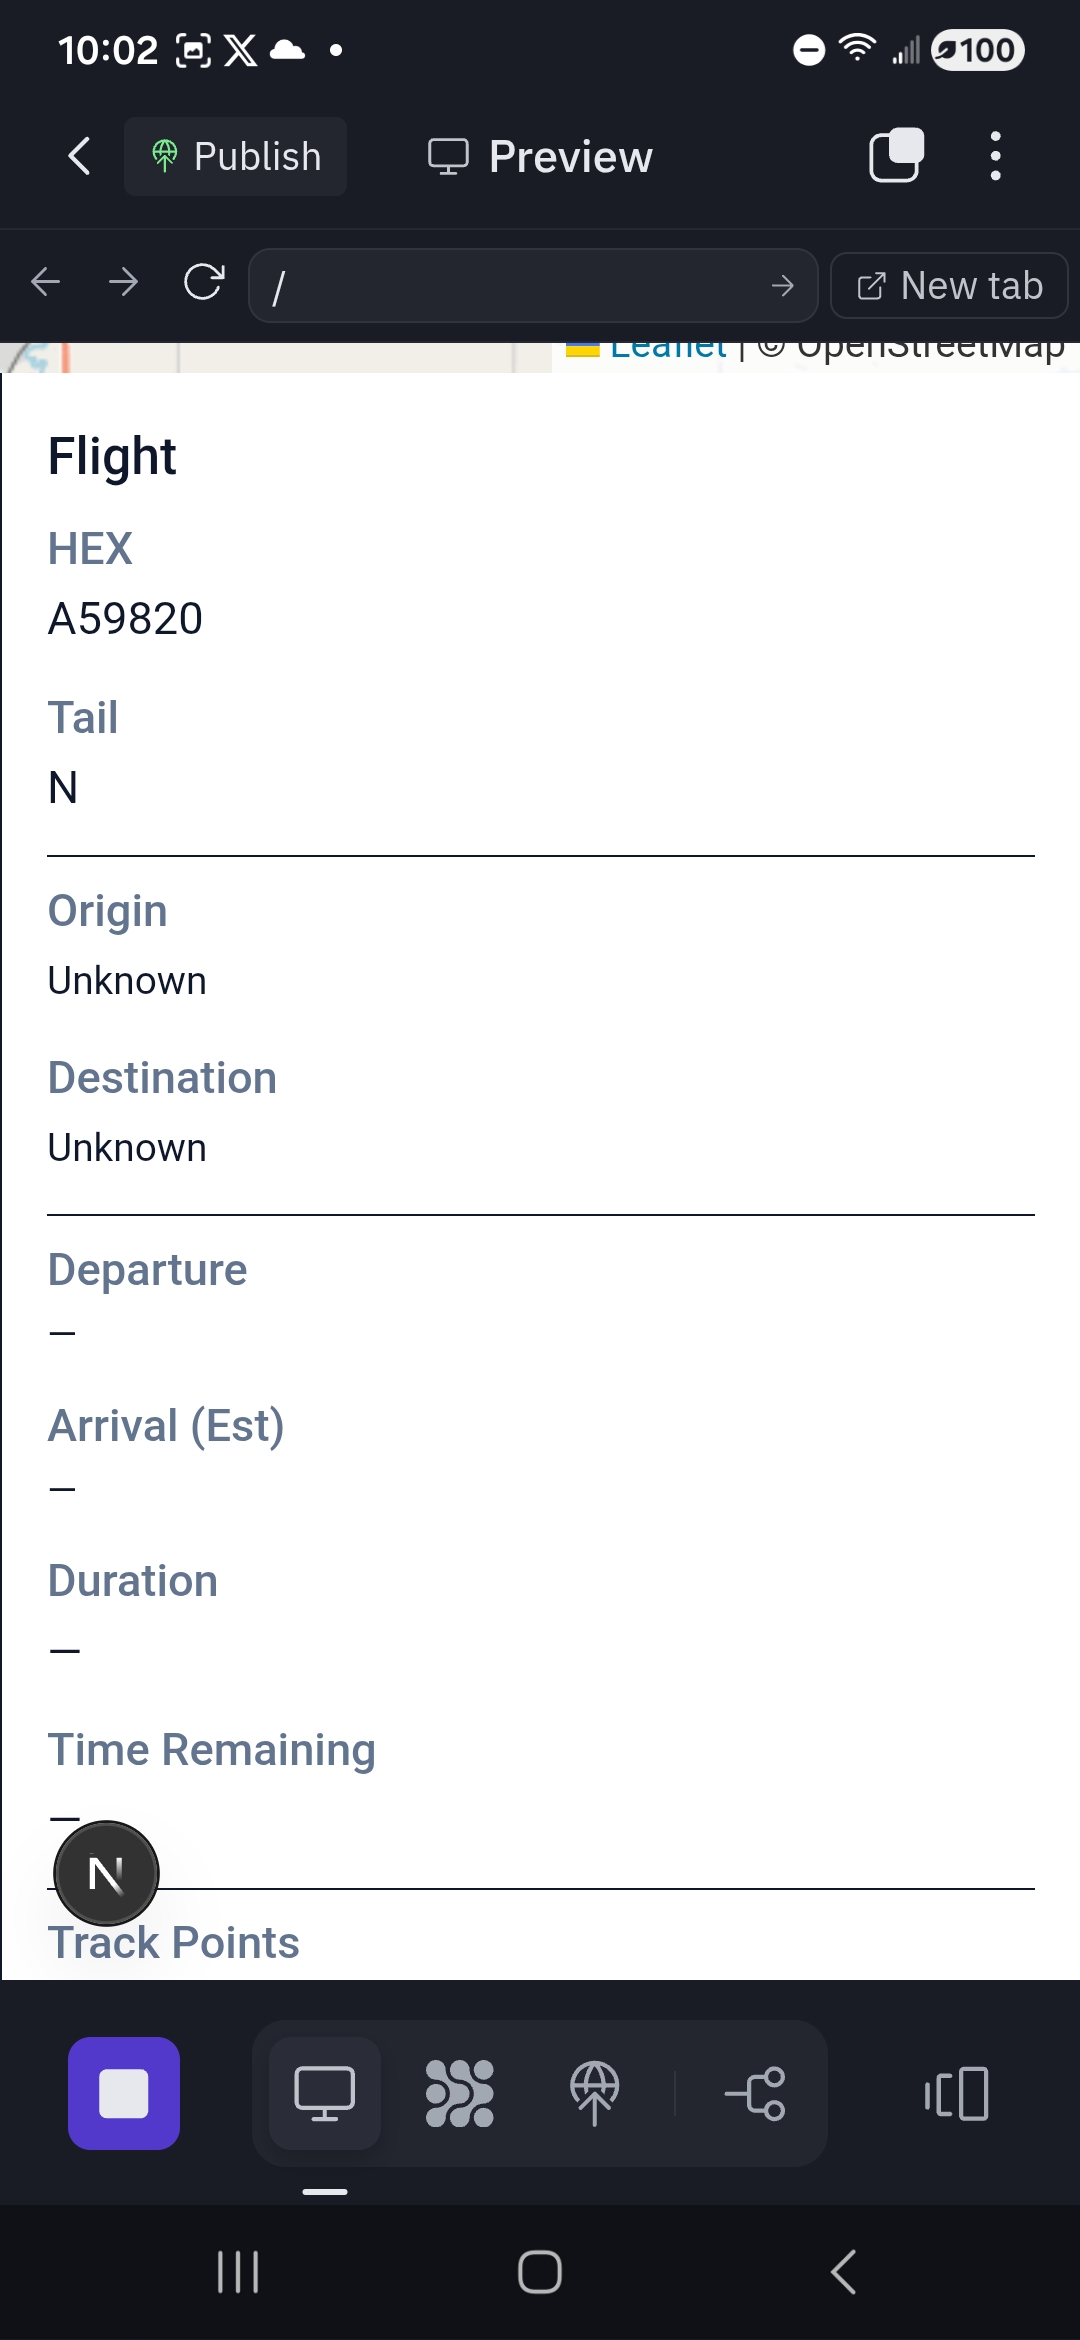 10:02
100
Publish
Preview
/
New tab
Leaflet | © OpenStreetMap
Flight
HEX
A59820
Tail
N
Origin
Unknown
Destination
Unknown
Departure
—
Arrival (Est)
—
Duration
—
Time Remaining
—
N
Track Points